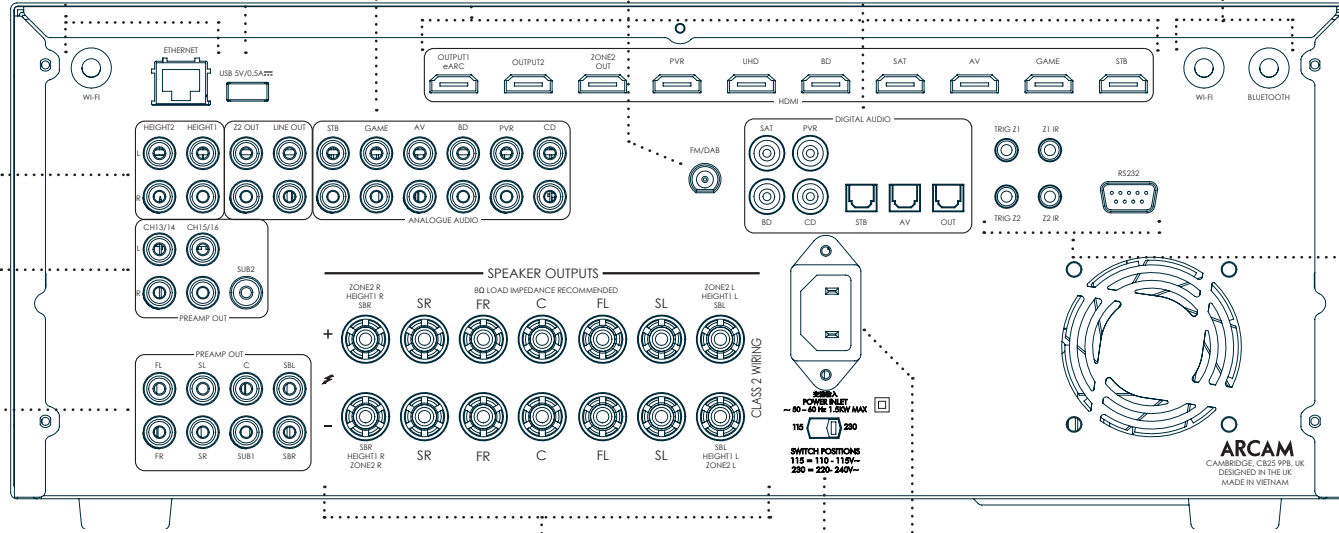 WI-FI
ETHERNET
USB 5V/0.5A⎓
OUTPUT1
eARC
OUTPUT2
ZONE2
OUT
PVR
UHD
BD
SAT
AV
GAME
STB
HDMI
WI-FI
BLUETOOTH
HEIGHT2
HEIGHT1
L
R
Z2 OUT
LINE OUT
STB
GAME
AV
BD
PVR
CD
ANALOGUE AUDIO
FM/DAB
DIGITAL AUDIO
SAT
PVR
BD
CD
STB
AV
OUT
TRIG Z1
Z1 IR
TRIG Z2
Z2 IR
RS232
CH13/14
CH15/16
L
R
SUB2
PREAMP OUT
SPEAKER OUTPUTS
8Ω LOAD IMPEDANCE RECOMMENDED
ZONE2 R
HEIGHT1 R
SBR
SR
FR
C
FL
SL
ZONE2 L
HEIGHT1 L
SBL
+
–
SBR
HEIGHT1 R
ZONE2 R
SR
FR
C
FL
SL
SBL
HEIGHT1 L
ZONE2 L
CLASS 2 WIRING
PREAMP OUT
FL
SL
C
SBL
FR
SR
SUB1
SBR
POWER INLET
~ 50 – 60 Hz 1.5KW MAX
115
230
SWITCH POSITIONS
115 = 110 - 115V~
230 = 220- 240V~
ARCAM
CAMBRIDGE, CB25 9PB, UK
DESIGNED IN THE UK
MADE IN VIETNAM